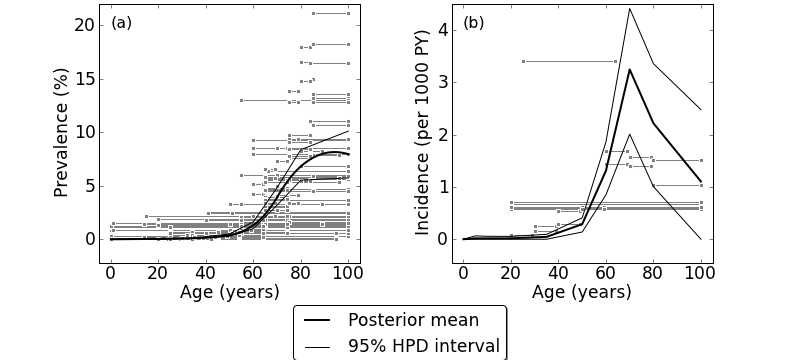 (a)
Prevalence (%)
20
15
10
5
0
0 20 40 60 80 100
Age (years)
(b)
Incidence (per 1000 PY)
4
3
2
1
0
0 20 40 60 80 100
Age (years)
Posterior mean
95% HPD interval